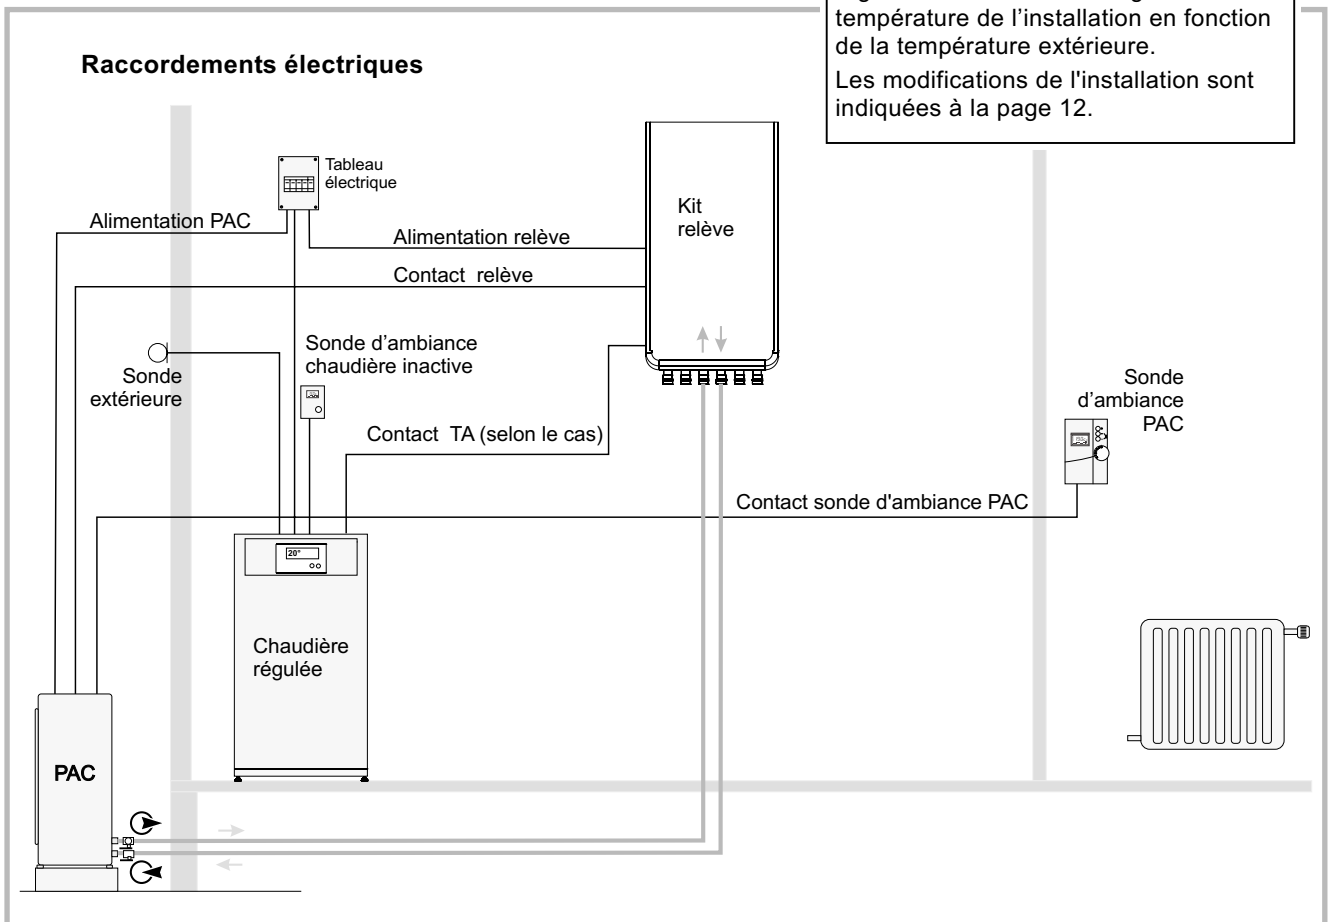 température de l'installation en fonction
de la température extérieure.
Les modifications de l'installation sont
indiquées à la page 12.
Raccordements électriques
Tableau
électrique
Alimentation PAC
Alimentation relève
Contact relève
Kit
relève
Sonde d'ambiance
chaudière inactive
Sonde
extérieure
Contact TA (selon le cas)
Sonde
d'ambiance
PAC
Contact sonde d'ambiance PAC
20°
Chaudière
régulée
PAC